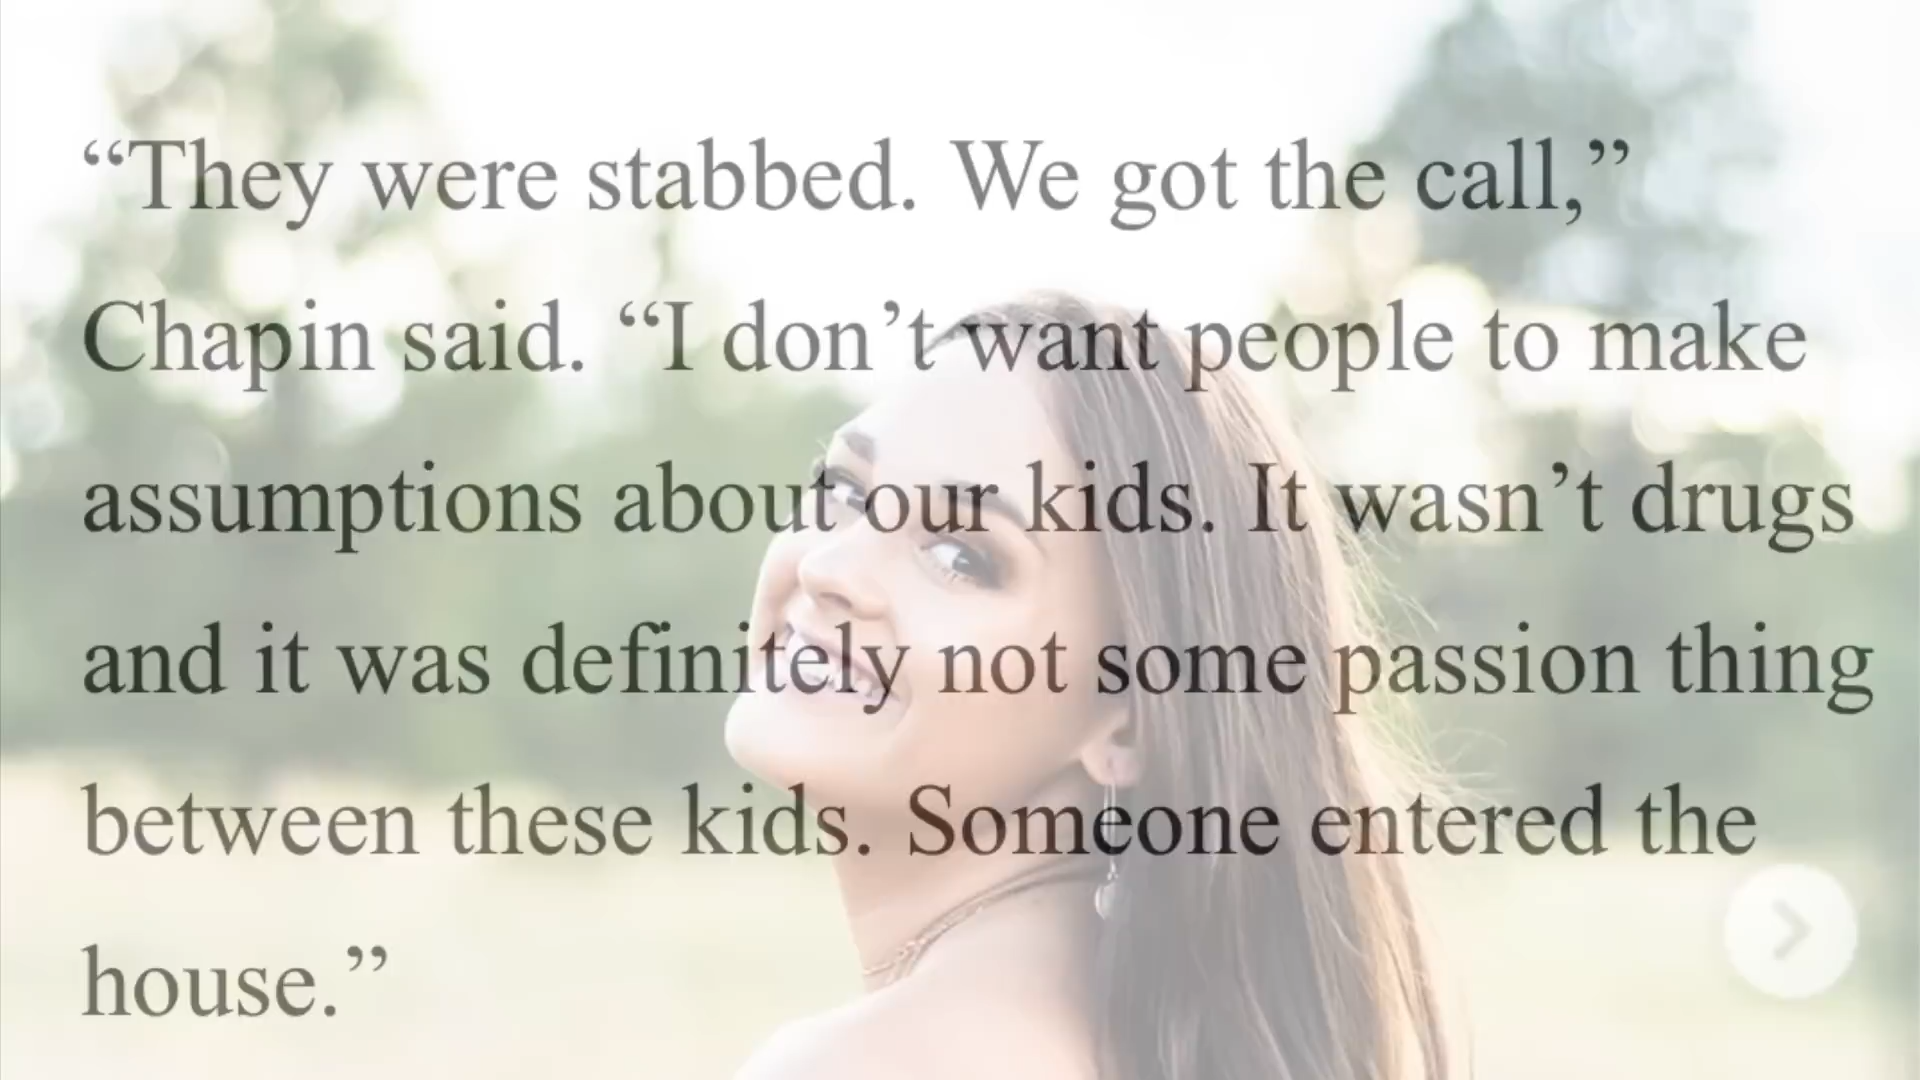 “They were stabbed. We got the call,”
Chapin said. “I don’t want people to make
assumptions about our kids. It wasn’t drugs
and it was definitely not some passion thing
between these kids. Someone entered the
house.”